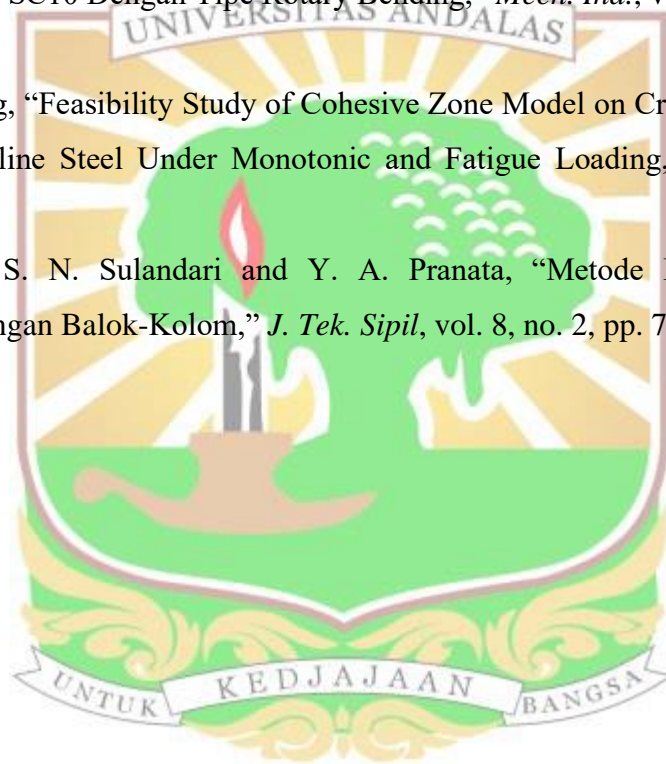 SC10 Dengan Tipe Rotary Bending,” Mech. Ind., v
UNIVERSITAS ANDALAS
g, “Feasibility Study of Cohesive Zone Model on Cr
line Steel Under Monotonic and Fatigue Loading,
S. N. Sulandari and Y. A. Pranata, “Metode
ngan Balok-Kolom,” J. Tek. Sipil, vol. 8, no. 2, pp. 7
UNTUK KEDJAJAAN BANGSA